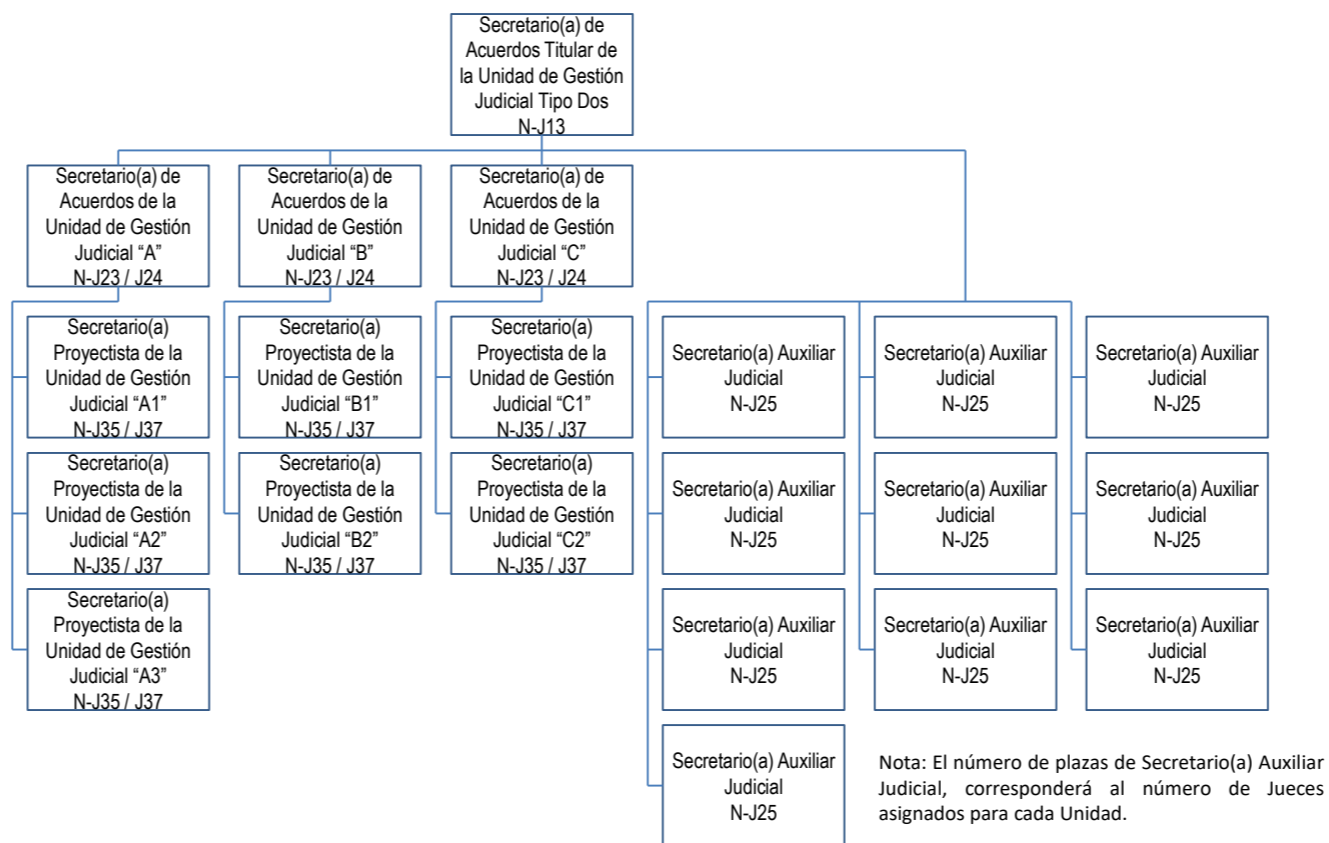 Secretario(a) de
Acuerdos Titular de
la Unidad de Gestión
Judicial Tipo Dos
N-J13
Secretario(a) de
Acuerdos de la
Unidad de Gestión
Judicial “A”
N-J23 / J24
Secretario(a) de
Acuerdos de la
Unidad de Gestión
Judicial “B”
N-J23 / J24
Secretario(a) de
Acuerdos de la
Unidad de Gestión
Judicial “C”
N-J23 / J24
Secretario(a)
Proyectista de la
Unidad de Gestión
Judicial “A1”
N-J35 / J37
Secretario(a)
Proyectista de la
Unidad de Gestión
Judicial “B1”
N-J35 / J37
Secretario(a)
Proyectista de la
Unidad de Gestión
Judicial “C1”
N-J35 / J37
Secretario(a) Auxiliar
Judicial
N-J25
Secretario(a) Auxiliar
Judicial
N-J25
Secretario(a) Auxiliar
Judicial
N-J25
Secretario(a)
Proyectista de la
Unidad de Gestión
Judicial “A2”
N-J35 / J37
Secretario(a)
Proyectista de la
Unidad de Gestión
Judicial “B2”
N-J35 / J37
Secretario(a)
Proyectista de la
Unidad de Gestión
Judicial “C2”
N-J35 / J37
Secretario(a) Auxiliar
Judicial
N-J25
Secretario(a) Auxiliar
Judicial
N-J25
Secretario(a) Auxiliar
Judicial
N-J25
Secretario(a)
Proyectista de la
Unidad de Gestión
Judicial “A3”
N-J35 / J37
Secretario(a) Auxiliar
Judicial
N-J25
Secretario(a) Auxiliar
Judicial
N-J25
Secretario(a) Auxiliar
Judicial
N-J25
Secretario(a) Auxiliar
Judicial
N-J25
Nota: El número de plazas de Secretario(a) Auxiliar
Judicial, corresponderá al número de Jueces
asignados para cada Unidad.